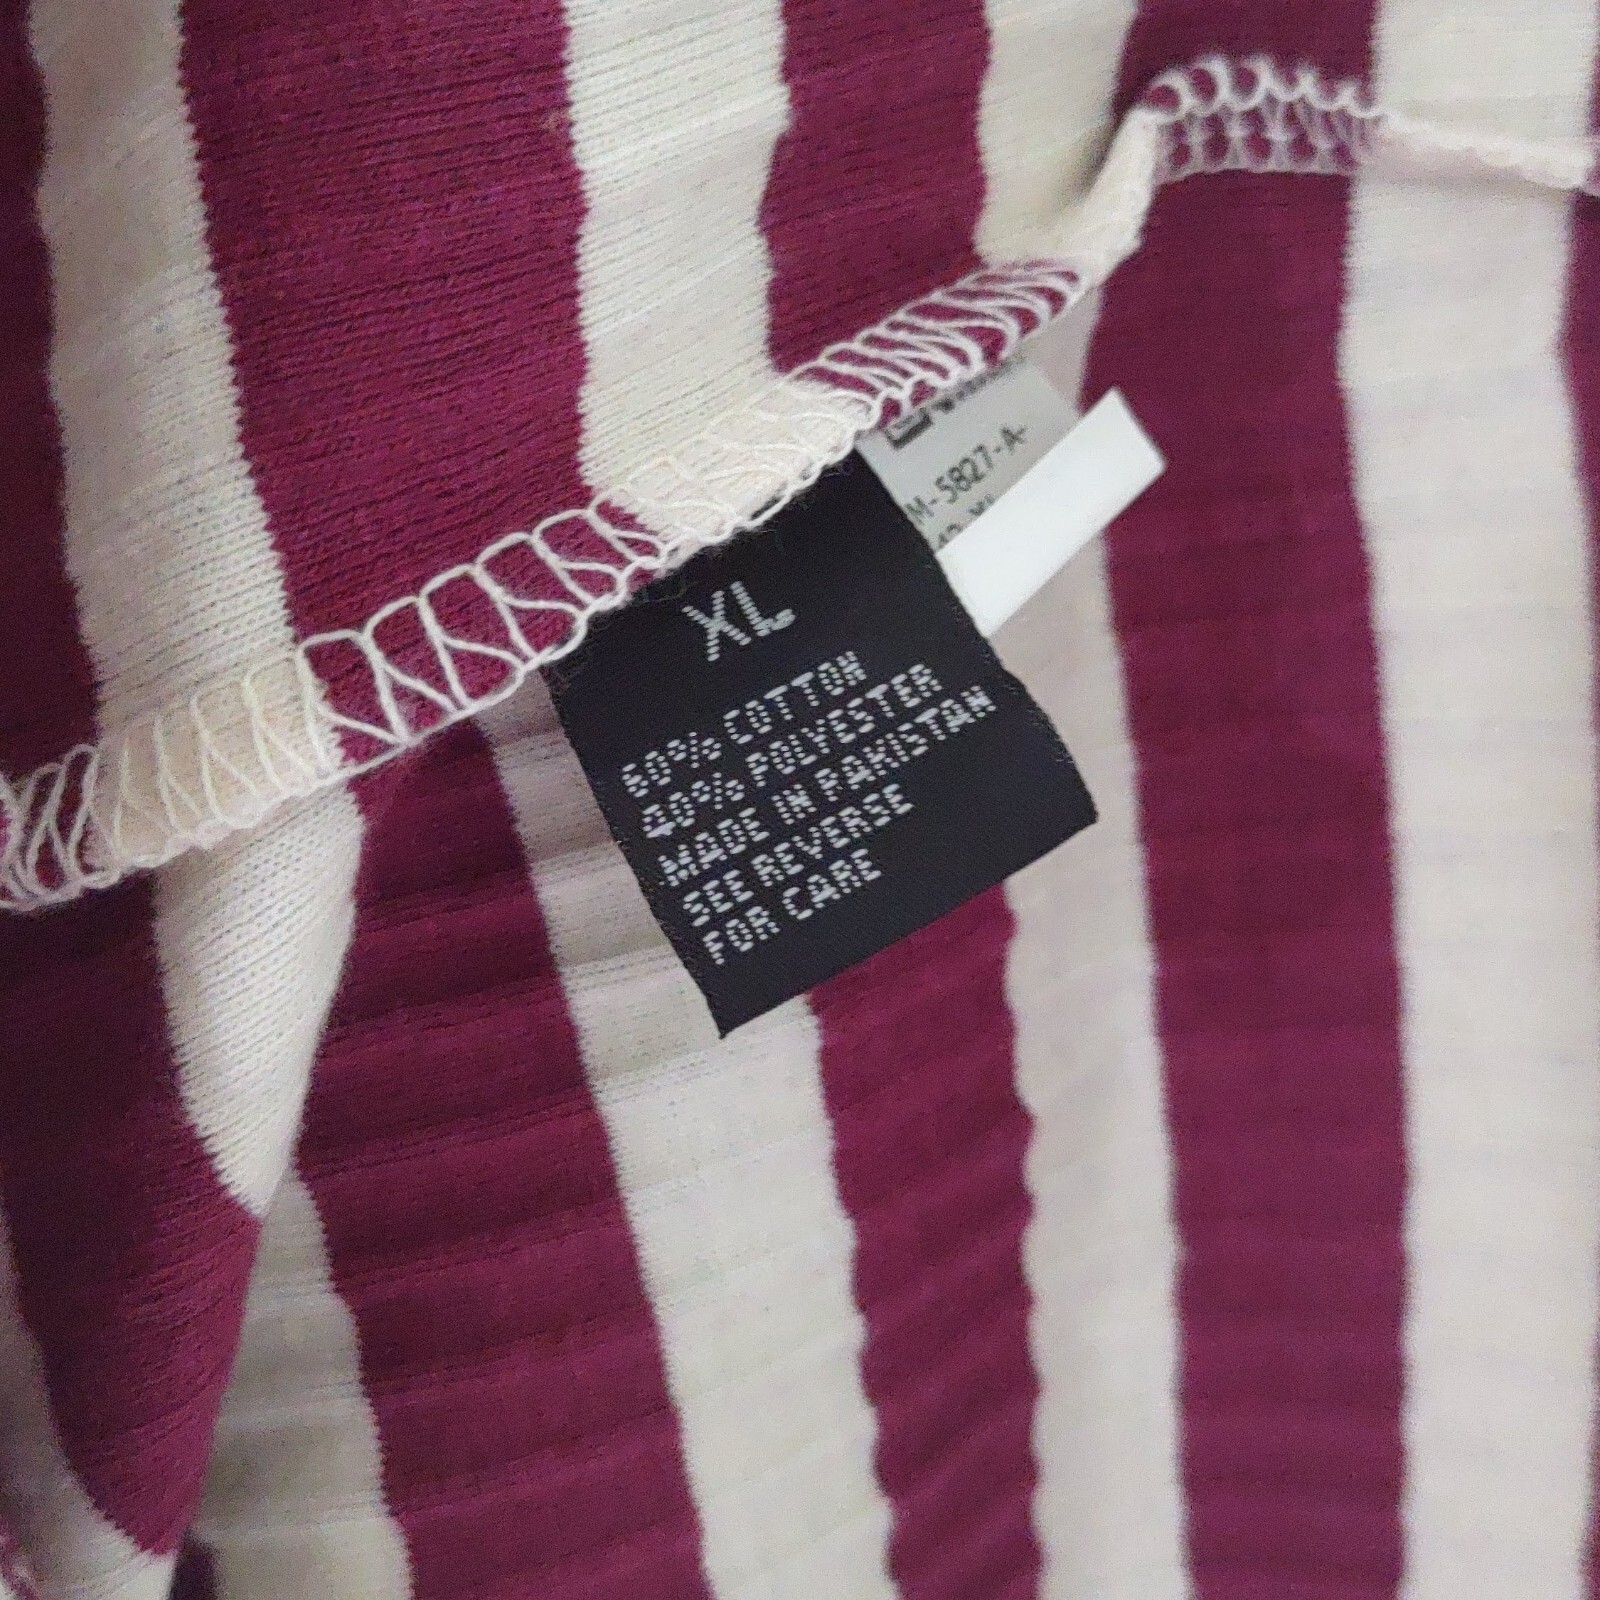 M-5827-A-
XL
60% COTTON
40% POLYESTER
MADE IN PAKISTAN
SEE REVERSE
FOR CARE